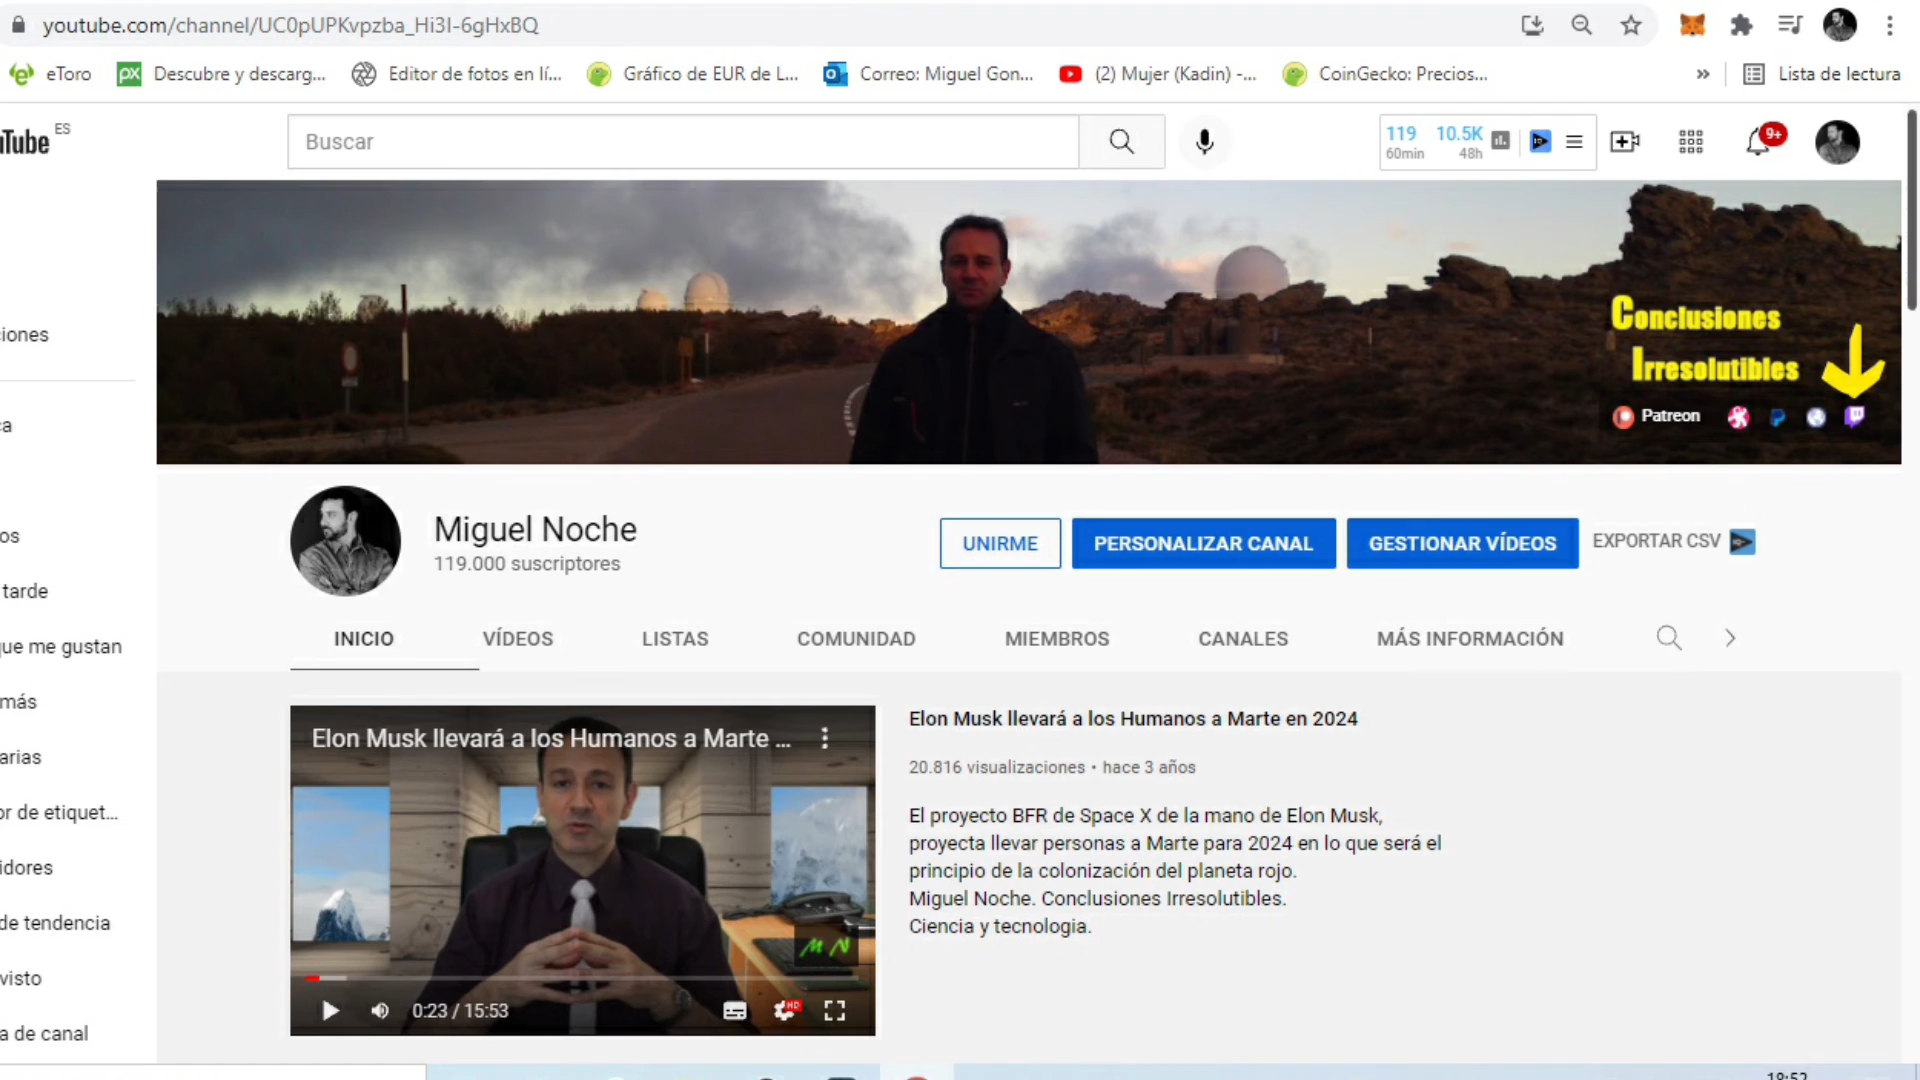 youtube.com/channel/UC0pUPKvpzba_Hi3I-6gHxBQ
eToro
Descubre y descarg...
Editor de fotos en lí...
Gráfico de EUR de L...
Correo: Miguel Gon...
(2) Mujer (Kadin) -...
CoinGecko: Precios...
»
Lista de lectura
uTube ES
Buscar
119 10.5K
60min 48h
9+
Conclusiones
Irresolutibles
Patreon
iones
ca
os
tarde
que me gustan
más
arias
or de etiquet...
idores
de tendencia
visto
a de canal
Miguel Noche
119.000 suscriptores
UNIRME
PERSONALIZAR CANAL
GESTIONAR VÍDEOS
EXPORTAR CSV
INICIO
VÍDEOS
LISTAS
COMUNIDAD
MIEMBROS
CANALES
MÁS INFORMACIÓN
Elon Musk llevará a los Humanos a Marte ...
M N
0:23 / 15:53
HD
Elon Musk llevará a los Humanos a Marte en 2024
20.816 visualizaciones • hace 3 años
El proyecto BFR de Space X de la mano de Elon Musk,
proyecta llevar personas a Marte para 2024 en lo que será el
principio de la colonización del planeta rojo.
Miguel Noche. Conclusiones Irresolutibles.
Ciencia y tecnologia.